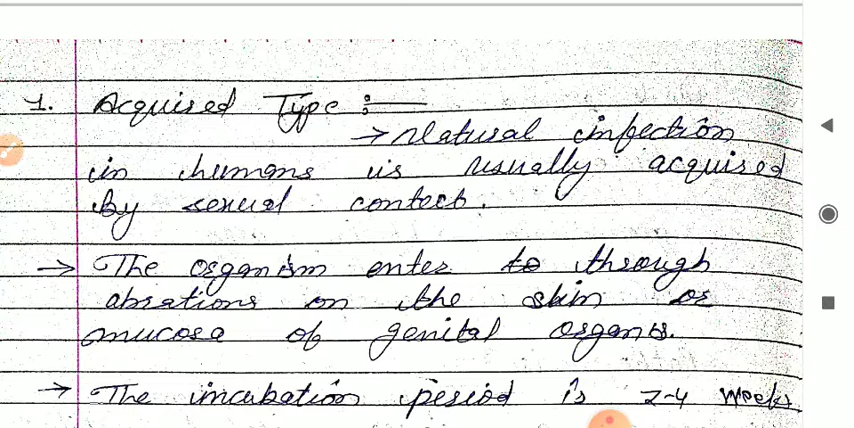 1. Acquired Type :—
→ Natural infection
in humans is usually acquired
by sexual contect.
→ The organism enter to through
abrations on the skin or
mucosa of genital organs.
→ The incubation period is 2-4 weeks